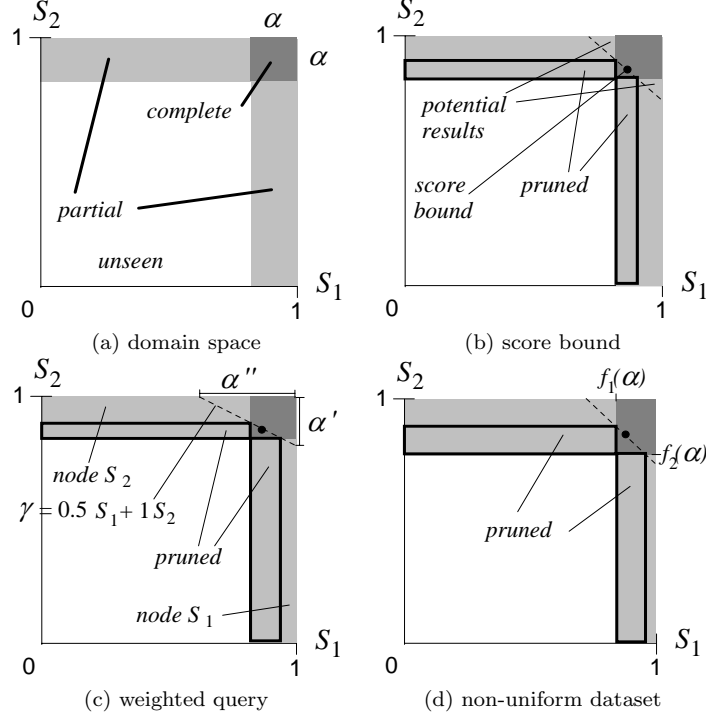 S2
1
α
α
complete
partial
unseen
S1
0
1
(a) domain space
S2
1
potential
results
score
bound
pruned
S1
0
1
(b) score bound
S2
1
α''
α'
node S2
γ = 0.5 S1+ 1S2
pruned
node S1
S1
0
1
(c) weighted query
S2
1
f1(α)
f2(α)
pruned
S1
0
1
(d) non-uniform dataset